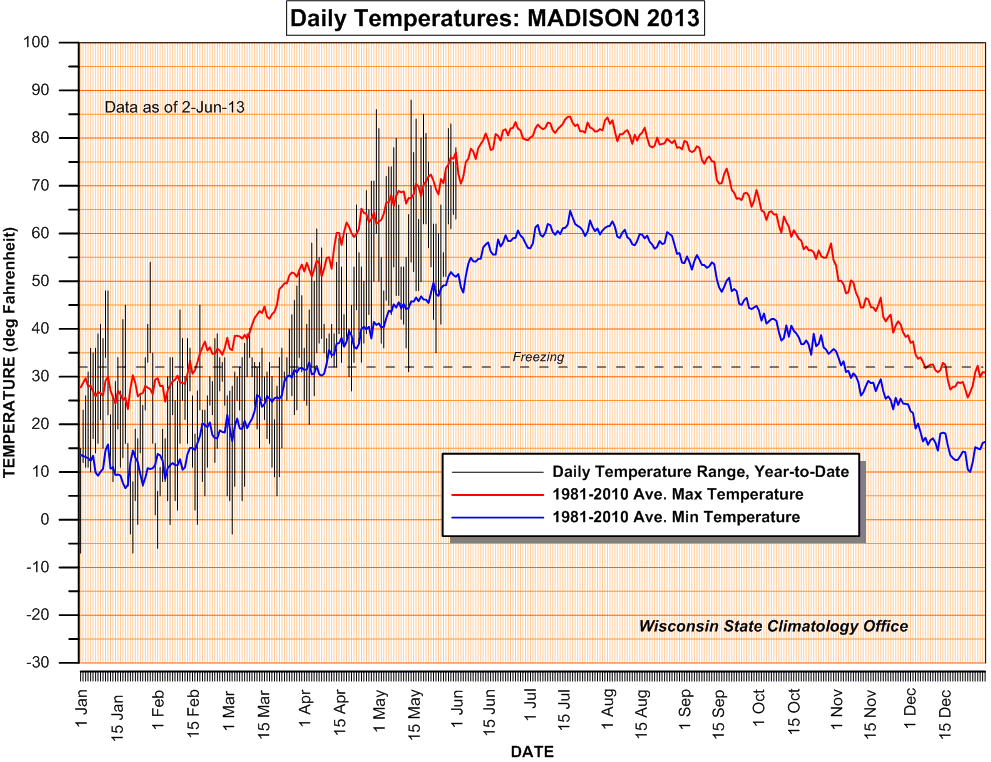 Daily Temperatures: MADISON 2013
100
90
80
70
60
50
40
30
20
10
0
-10
-20
-30
TEMPERATURE (deg Fahrenheit)
Data as of 2-Jun-13
Freezing
Daily Temperature Range, Year-to-Date
1981-2010 Ave. Max Temperature
1981-2010 Ave. Min Temperature
Wisconsin State Climatology Office
1 Jan
15 Jan
1 Feb
15 Feb
1 Mar
15 Mar
1 Apr
15 Apr
1 May
15 May
1 Jun
15 Jun
1 Jul
15 Jul
1 Aug
15 Aug
1 Sep
15 Sep
1 Oct
15 Oct
1 Nov
15 Nov
1 Dec
15 Dec
DATE